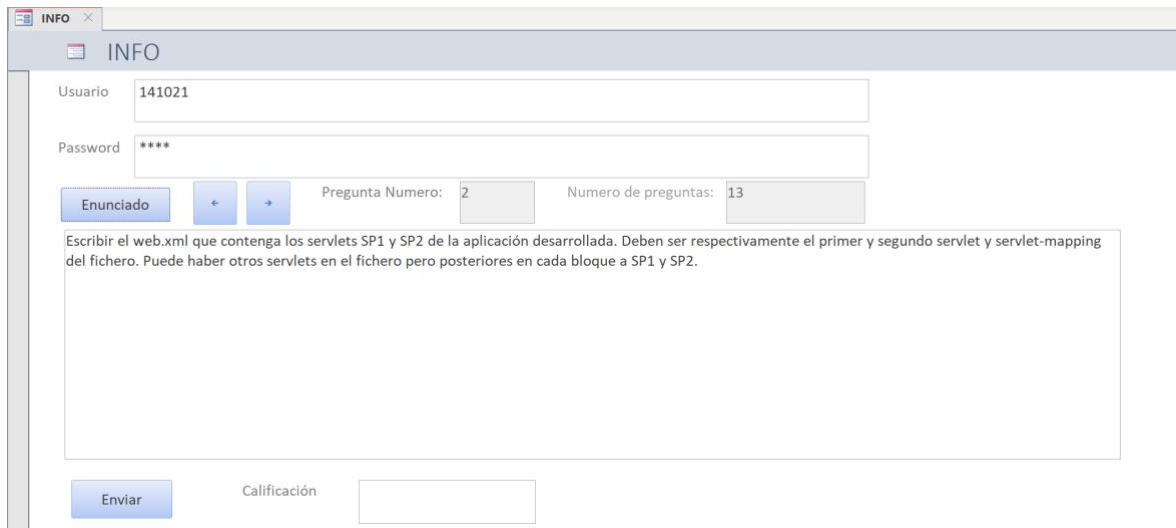 INFO
INFO
Usuario 141021
Password ****
Enunciado ← → Pregunta Numero: 2 Numero de preguntas: 13
Escribir el web.xml que contenga los servlets SP1 y SP2 de la aplicación desarrollada. Deben ser respectivamente el primer y segundo servlet y servlet-mapping
del fichero. Puede haber otros servlets en el fichero pero posteriores en cada bloque a SP1 y SP2.
Enviar Calificación